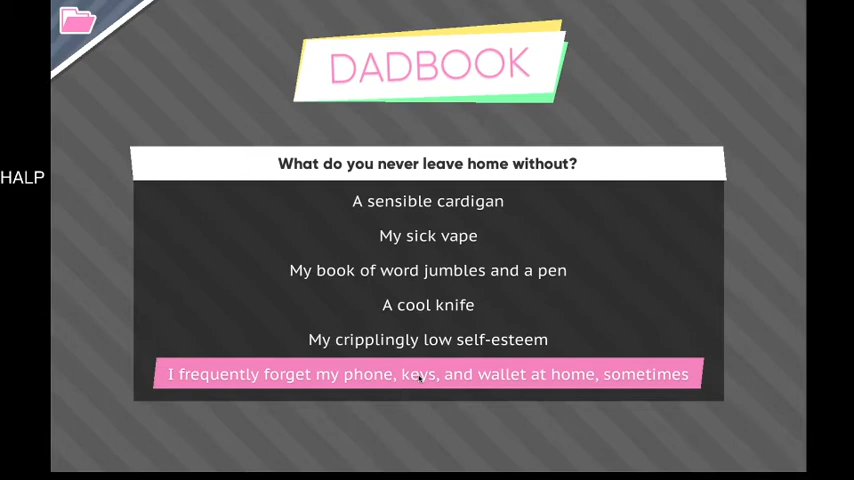 DADBOOK
What do you never leave home without?
HALP
A sensible cardigan
My sick vape
My book of word jumbles and a pen
A cool knife
My cripplingly low self-esteem
I frequently forget my phone, keys, and wallet at home, sometimes